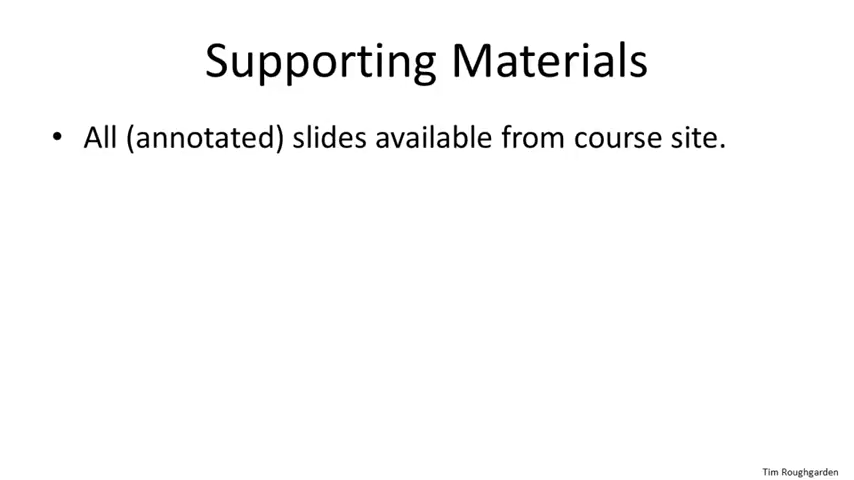 Supporting Materials
• All (annotated) slides available from course site.
Tim Roughgarden